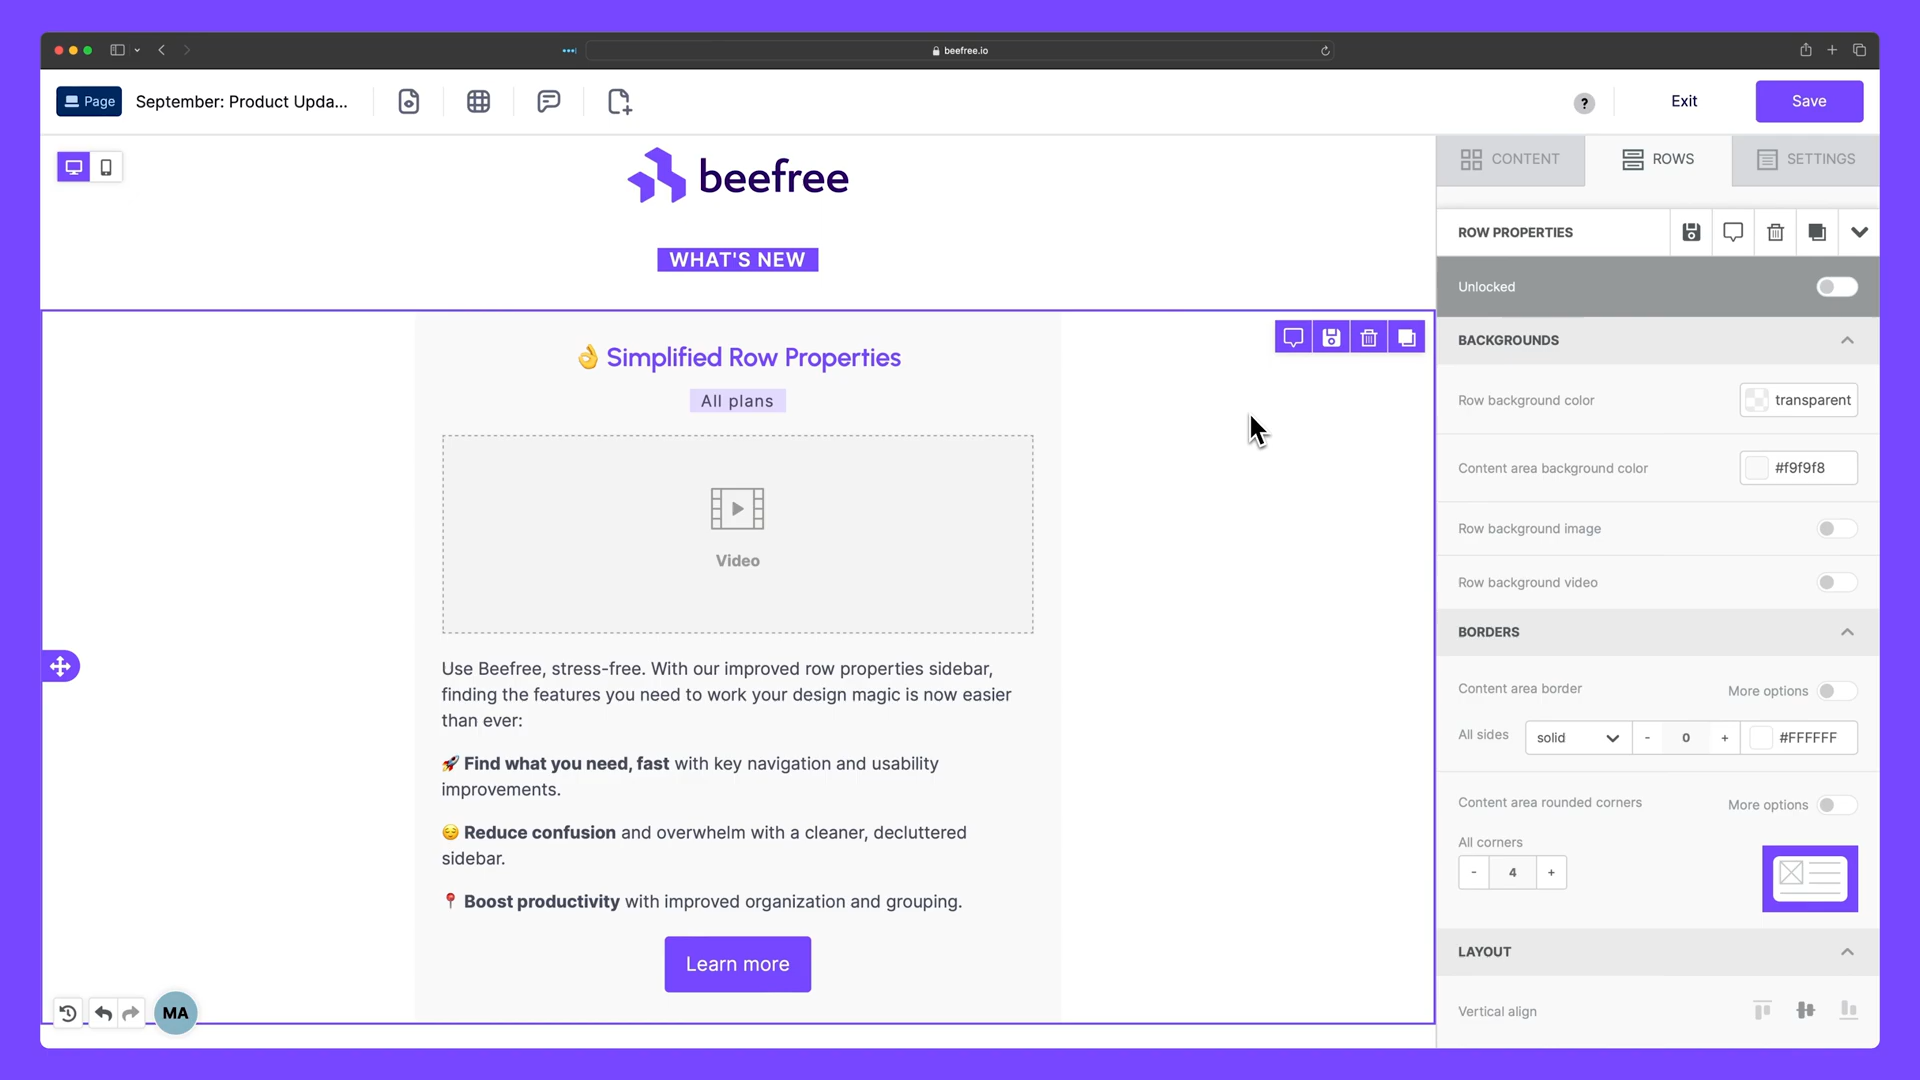 beefree.io
Page
September: Product Upda...
?
Exit
Save
beefree
WHAT'S NEW
👌 Simplified Row Properties
All plans
Video
Use Beefree, stress-free. With our improved row properties sidebar,
finding the features you need to work your design magic is now easier
than ever:
🚀 Find what you need, fast with key navigation and usability
improvements.
😌 Reduce confusion and overwhelm with a cleaner, decluttered
sidebar.
📍 Boost productivity with improved organization and grouping.
Learn more
MA
CONTENT
ROWS
SETTINGS
ROW PROPERTIES
Unlocked
BACKGROUNDS
Row background color
transparent
Content area background color
#f9f9f8
Row background image
Row background video
BORDERS
Content area border
More options
All sides
solid
- 0 +
#FFFFFF
Content area rounded corners
More options
All corners
- 4 +
LAYOUT
Vertical align